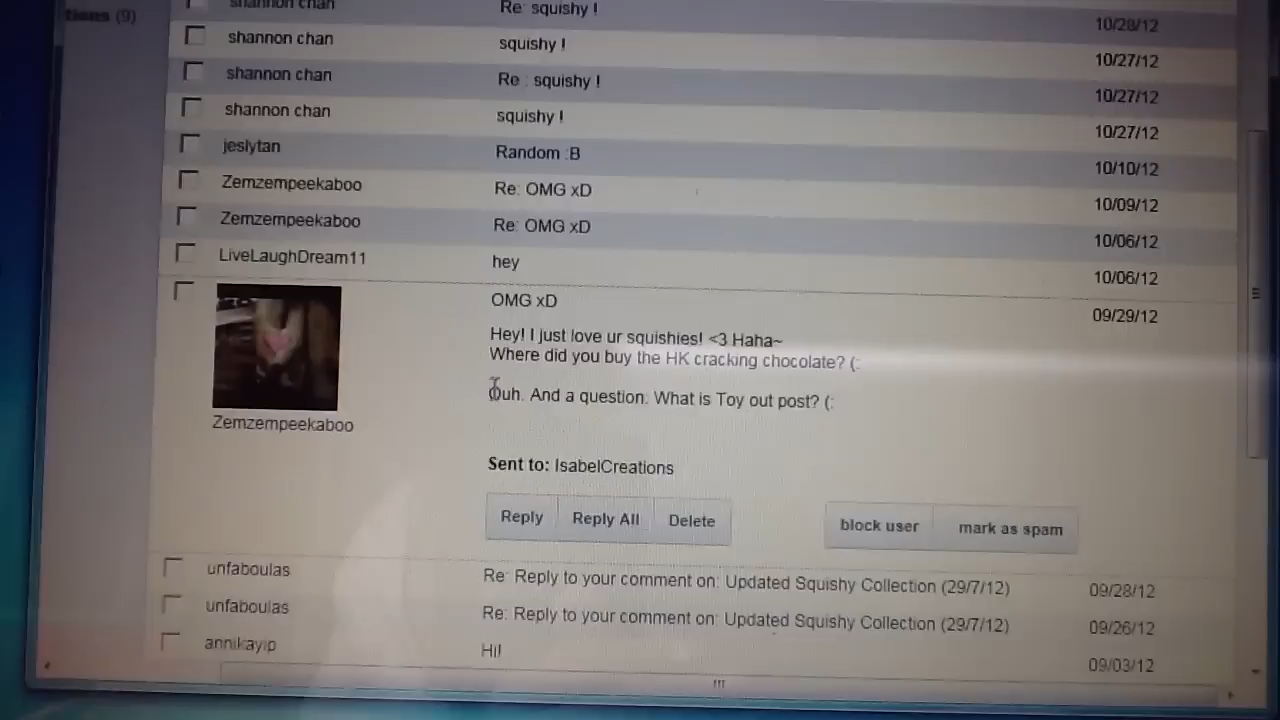 tions (9)
shannon chan Re: squishy ! 10/28/12
shannon chan squishy ! 10/27/12
shannon chan Re : squishy ! 10/27/12
shannon chan squishy ! 10/27/12
jeslytan Random :B 10/10/12
Zemzempeekaboo Re: OMG xD 10/09/12
Zemzempeekaboo Re: OMG xD 10/06/12
LiveLaughDream11 hey 10/06/12
OMG xD 09/29/12
Hey! I just love ur squishies! <3 Haha~
Where did you buy the HK cracking chocolate? (:
Ouh. And a question. What is Toy out post? (:
Zemzempeekaboo
Sent to: IsabelCreations
Reply Reply All Delete block user mark as spam
unfaboulas Re: Reply to your comment on: Updated Squishy Collection (29/7/12) 09/28/12
unfaboulas Re: Reply to your comment on: Updated Squishy Collection (29/7/12) 09/26/12
annikayip Hi! 09/03/12